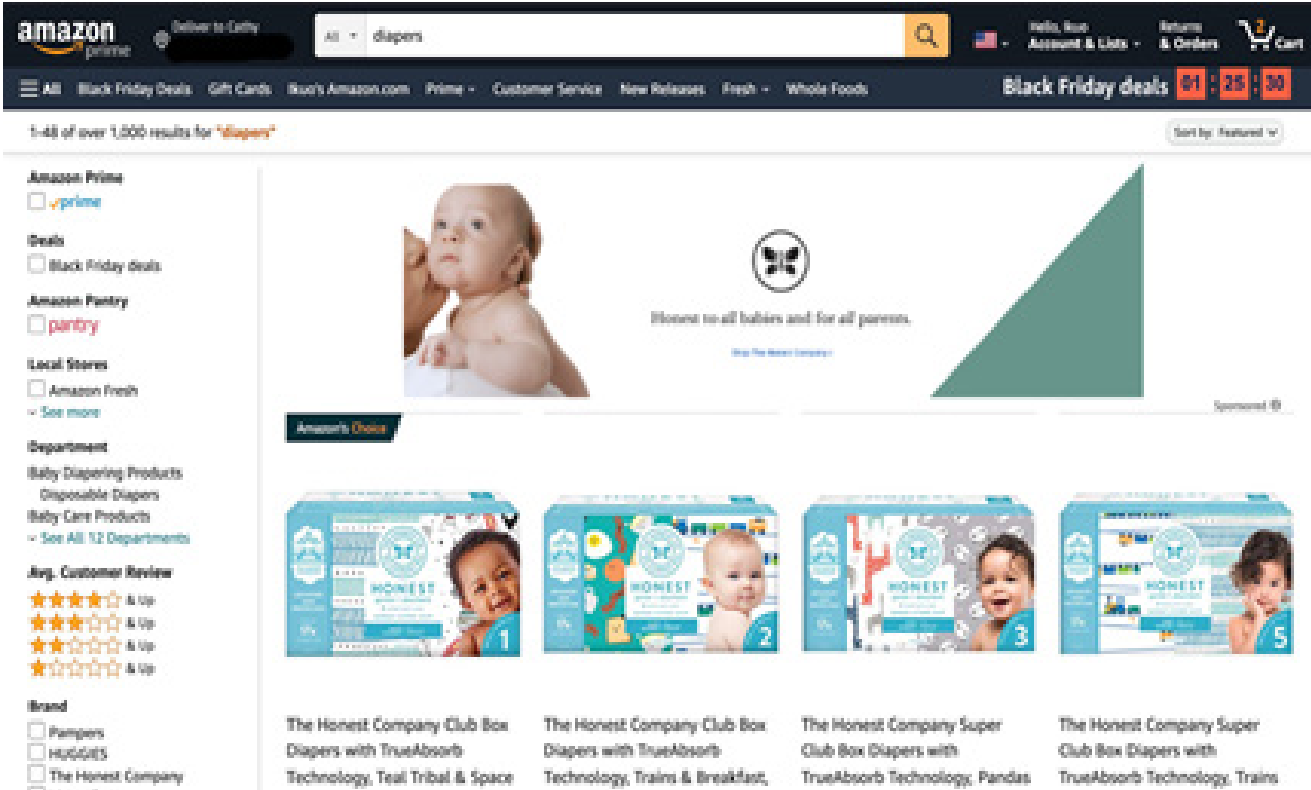 amazon
prime
Deliver to Cathy
All
diapers
Hello, Ikuo
Account & Lists
Returns
& Orders
2
Cart
All
Black Friday Deals
Gift Cards
Ikuo's Amazon.com
Prime
Customer Service
New Releases
Fresh
Whole Foods
Black Friday deals 01 : 25 : 30
1-48 of over 1,000 results for "diapers"
Sort by: Featured
Amazon Prime
prime
Deals
Black Friday deals
Amazon Pantry
pantry
Local Stores
Amazon Fresh
See more
Department
Baby Diapering Products
Disposable Diapers
Baby Care Products
See All 12 Departments
Avg. Customer Review
& Up
& Up
& Up
& Up
Brand
Pampers
HUGGIES
The Honest Company
Honest to all babies and for all parents.
Shop The Honest Company ›
Sponsored
Amazon's Choice
HONEST
1
HONEST
2
HONEST
3
HONEST
5
The Honest Company Club Box
Diapers with TrueAbsorb
Technology, Teal Tribal & Space
The Honest Company Club Box
Diapers with TrueAbsorb
Technology, Trains & Breakfast,
The Honest Company Super
Club Box Diapers with
TrueAbsorb Technology, Pandas
The Honest Company Super
Club Box Diapers with
TrueAbsorb Technology, Trains